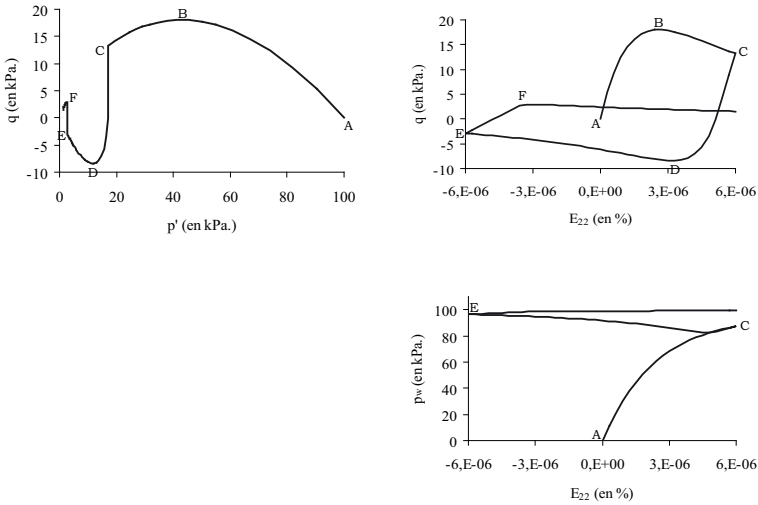 q (en kPa.)
20
15
10
5
0
-5
-10
A
B
C
D
E
F
0 20 40 60 80 100
p' (en kPa.)
q (en kPa.)
20
15
10
5
0
-5
-10
A
B
C
D
E
F
-6,E-06 -3,E-06 0,E+00 3,E-06 6,E-06
E22 (en %)
pw (en kPa.)
100
80
60
40
20
0
E
C
A
-6,E-06 -3,E-06 0,E+00 3,E-06 6,E-06
E22 (en %)